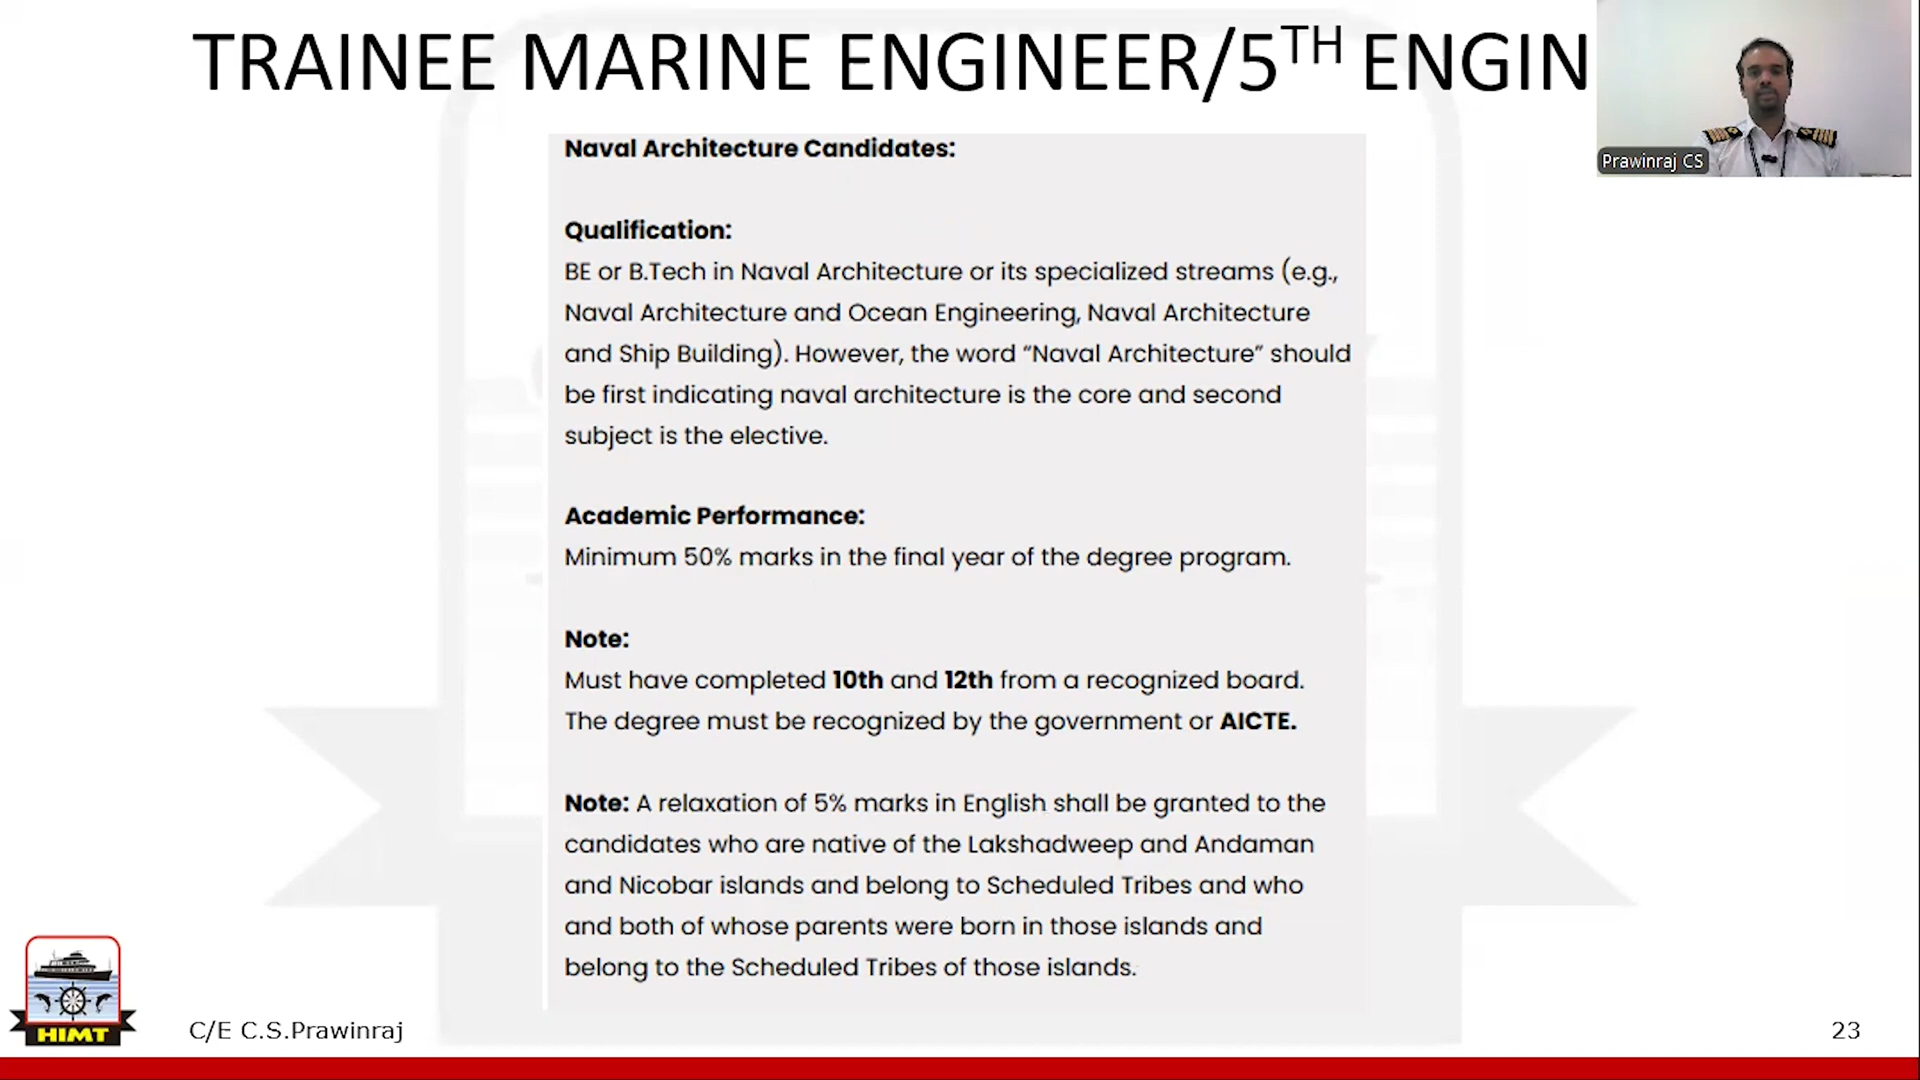 TRAINEE MARINE ENGINEER/5TH ENGIN
Prawinraj CS
Naval Architecture Candidates:
Qualification:
BE or B.Tech in Naval Architecture or its specialized streams (e.g.,
Naval Architecture and Ocean Engineering, Naval Architecture
and Ship Building). However, the word “Naval Architecture” should
be first indicating naval architecture is the core and second
subject is the elective.
Academic Performance:
Minimum 50% marks in the final year of the degree program.
Note:
Must have completed 10th and 12th from a recognized board.
The degree must be recognized by the government or AICTE.
Note: A relaxation of 5% marks in English shall be granted to the
candidates who are native of the Lakshadweep and Andaman
and Nicobar islands and belong to Scheduled Tribes and who
and both of whose parents were born in those islands and
belong to the Scheduled Tribes of those islands.
HIMT
C/E C.S.Prawinraj
23